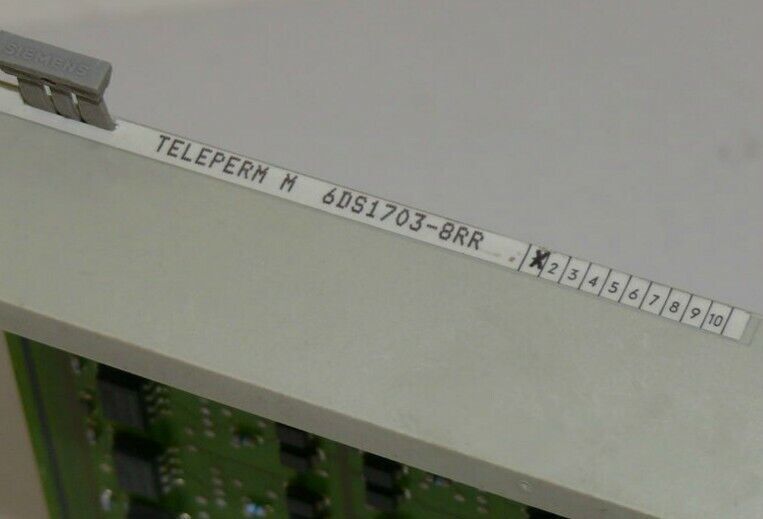 SIEMENS
TELEPERM M 6DS1703-8RR
X 2 3 4 5 6 7 8 9 10